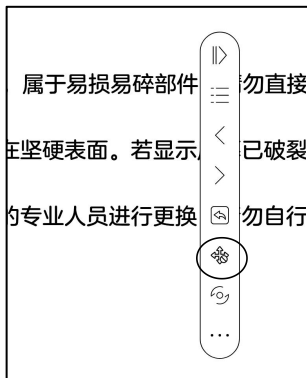 属于易损易碎部件 勿直接
在坚硬表面。若显示 已破裂
的专业人员进行更换 勿自行